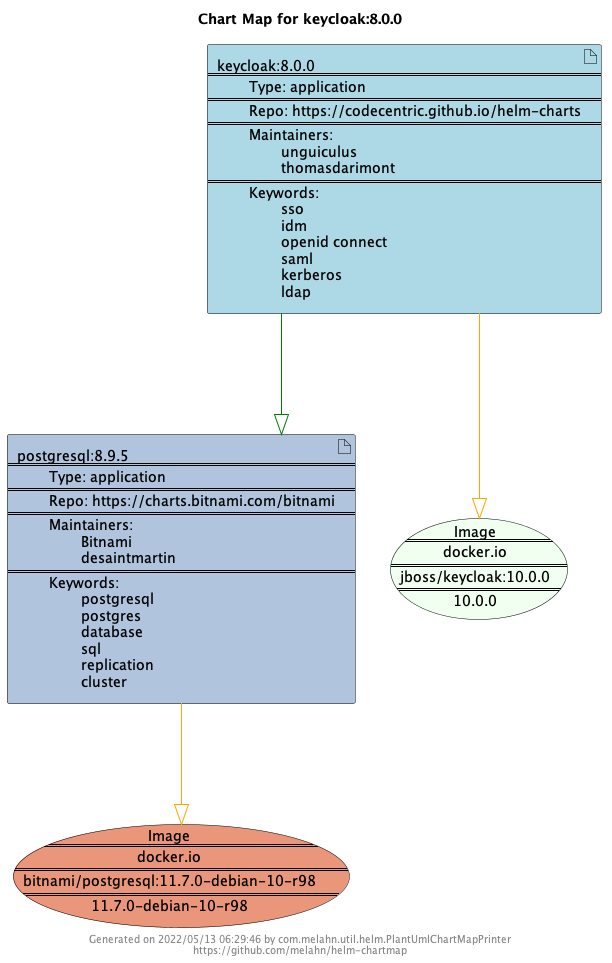 Chart Map for keycloak:8.0.0
keycloak:8.0.0
Type: application
Repo: https://codecentric.github.io/helm-charts
Maintainers:
unguiculus
thomasdarimont
Keywords:
sso
idm
openid connect
saml
kerberos
ldap
postgresql:8.9.5
Type: application
Repo: https://charts.bitnami.com/bitnami
Maintainers:
Bitnami
desaintmartin
Keywords:
postgresql
postgres
database
sql
replication
cluster
Image
docker.io
jboss/keycloak:10.0.0
10.0.0
Image
docker.io
bitnami/postgresql:11.7.0-debian-10-r98
11.7.0-debian-10-r98
Generated on 2022/05/13 06:29:46 by com.melahn.util.helm.PlantUmlChartMapPrinter
https://github.com/melahn/helm-chartmap